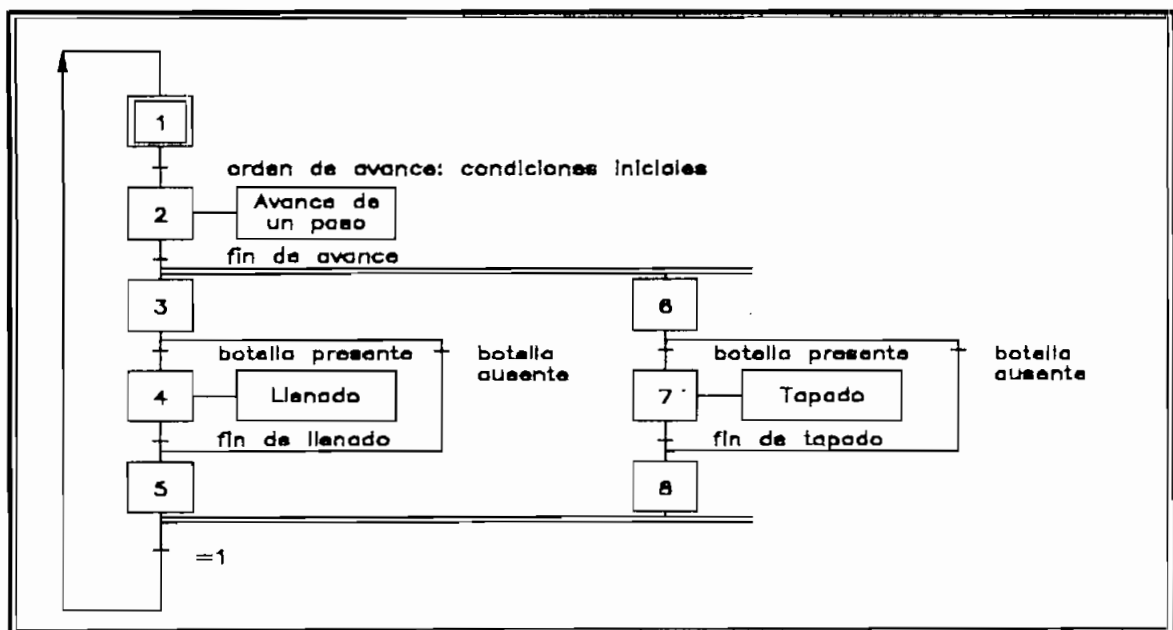 1
orden de avance: condiciones iniciales
2
Avance de
un paso
fin de avance
3
6
botella presente
botella
ausente
botella presente
botella
ausente
4
Llenado
7
Tapado
fin de llenado
fin de tapado
5
8
=1